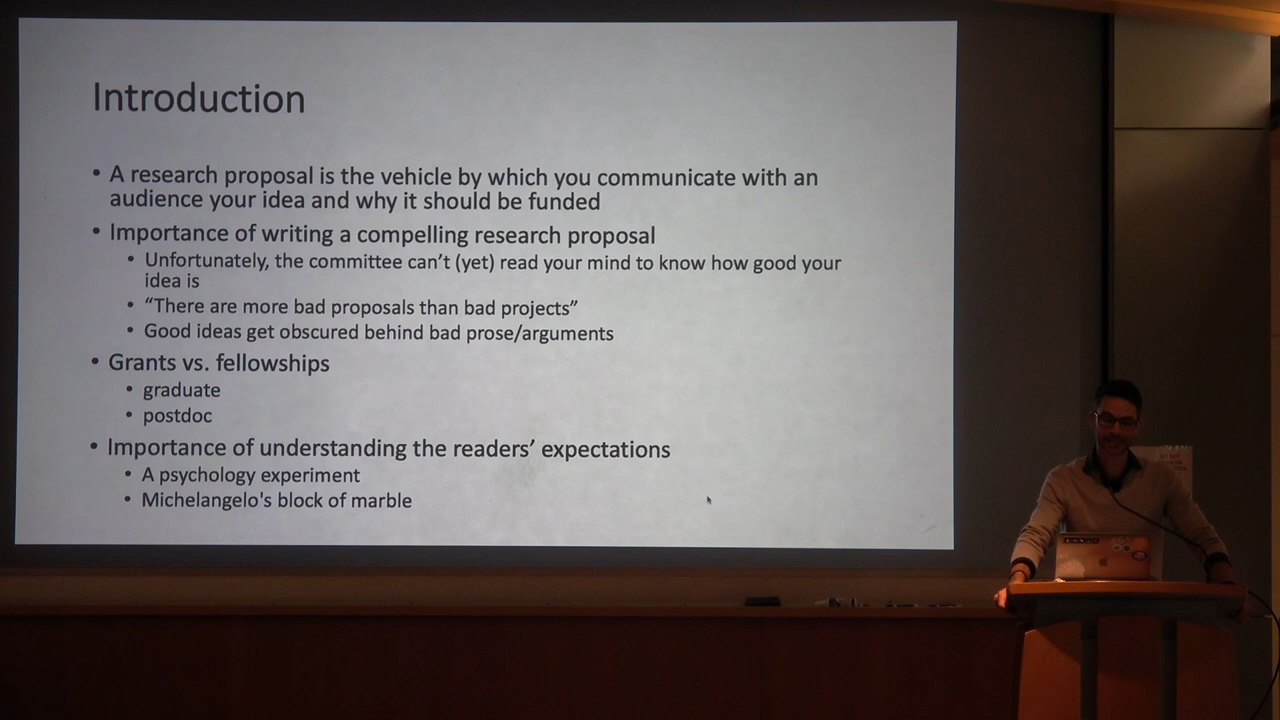 Introduction
• A research proposal is the vehicle by which you communicate with an
audience your idea and why it should be funded
• Importance of writing a compelling research proposal
• Unfortunately, the committee can’t (yet) read your mind to know how good your
idea is
• “There are more bad proposals than bad projects”
• Good ideas get obscured behind bad prose/arguments
• Grants vs. fellowships
• graduate
• postdoc
• Importance of understanding the readers’ expectations
• A psychology experiment
• Michelangelo's block of marble